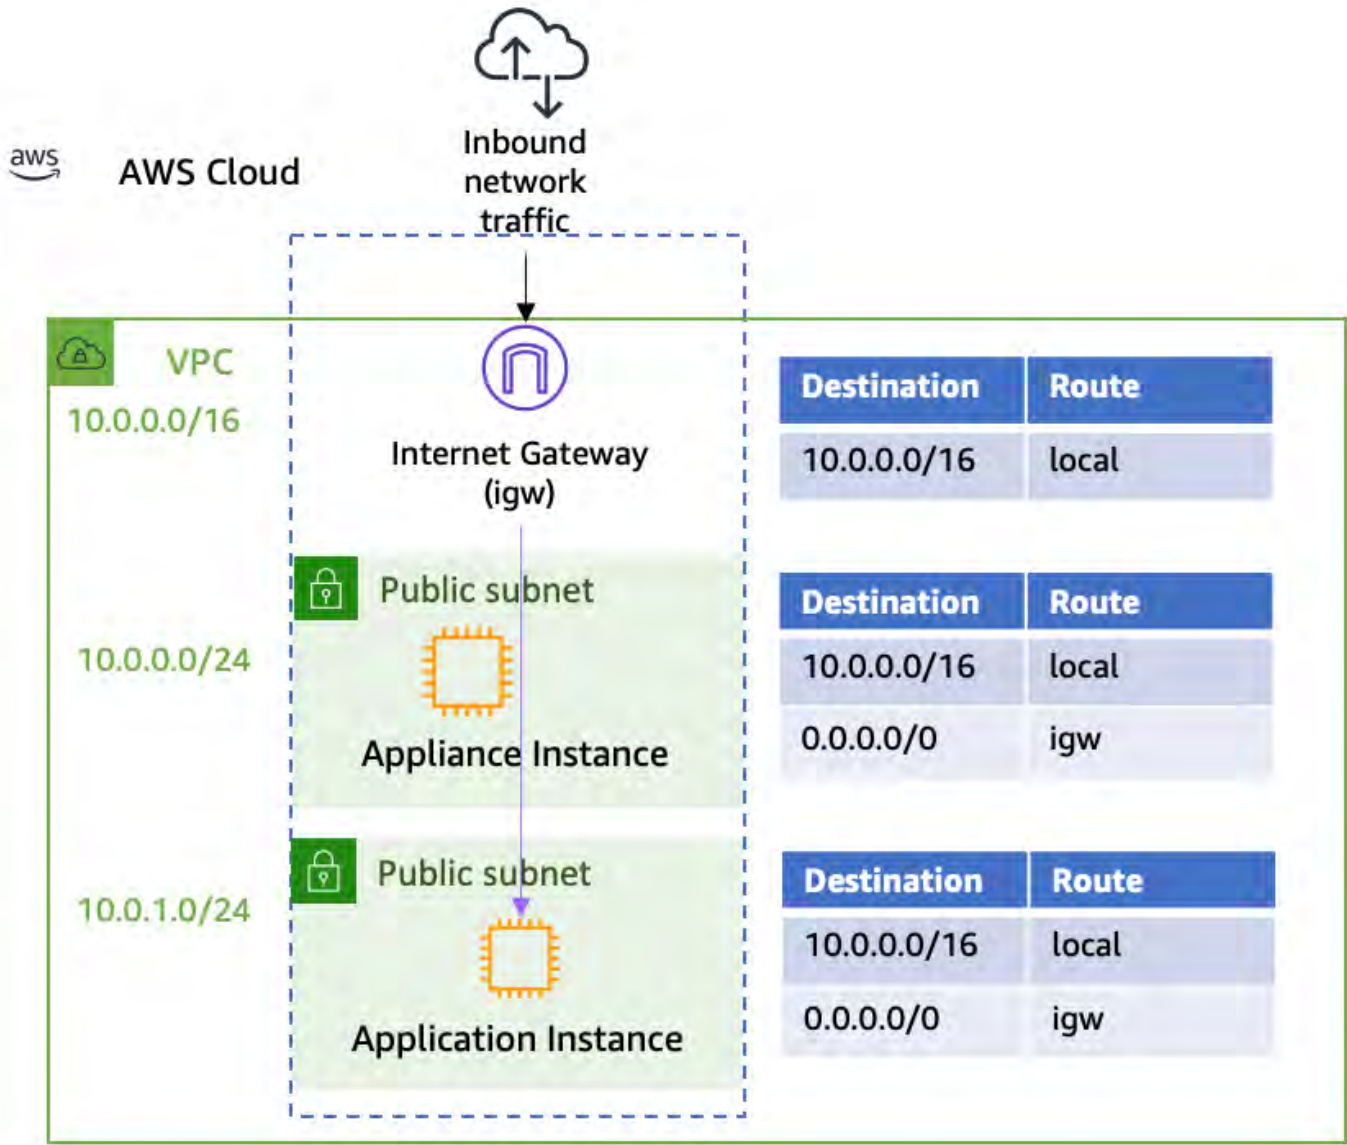 Inbound
network
traffic
aws
AWS Cloud
VPC
10.0.0.0/16
Internet Gateway
(igw)
Destination Route
10.0.0.0/16 local
Public subnet
10.0.0.0/24
Appliance Instance
Destination Route
10.0.0.0/16 local
0.0.0.0/0 igw
Public subnet
10.0.1.0/24
Application Instance
Destination Route
10.0.0.0/16 local
0.0.0.0/0 igw